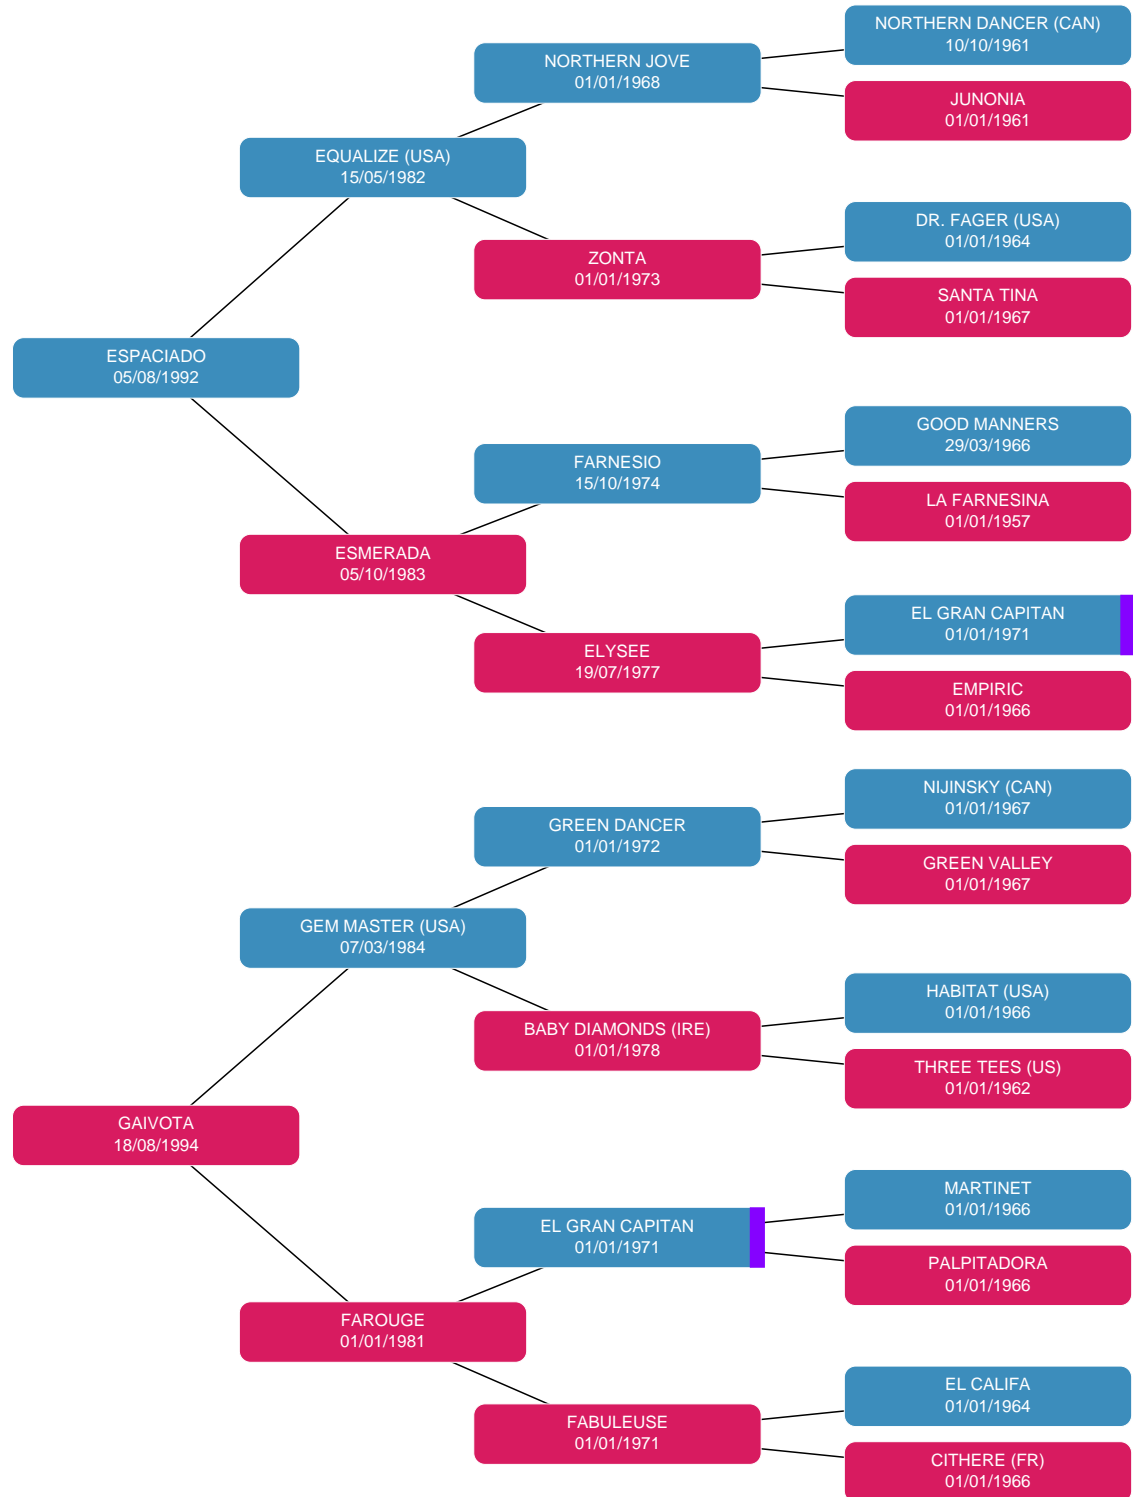 NORTHERN DANCER (CAN)
10/10/1961
NORTHERN JOVE
01/01/1968
JUNONIA
01/01/1961
EQUALIZE (USA)
15/05/1982
DR. FAGER (USA)
01/01/1964
ZONTA
01/01/1973
SANTA TINA
01/01/1967
ESPACIADO
05/08/1992
GOOD MANNERS
29/03/1966
FARNESIO
15/10/1974
LA FARNESINA
01/01/1957
ESMERADA
05/10/1983
EL GRAN CAPITAN
01/01/1971
ELYSEE
19/07/1977
EMPIRIC
01/01/1966
NIJINSKY (CAN)
01/01/1967
GREEN DANCER
01/01/1972
GREEN VALLEY
01/01/1967
GEM MASTER (USA)
07/03/1984
HABITAT (USA)
01/01/1966
BABY DIAMONDS (IRE)
01/01/1978
THREE TEES (US)
01/01/1962
GAIVOTA
18/08/1994
MARTINET
01/01/1966
EL GRAN CAPITAN
01/01/1971
PALPITADORA
01/01/1966
FAROUGE
01/01/1981
EL CALIFA
01/01/1964
FABULEUSE
01/01/1971
CITHERE (FR)
01/01/1966